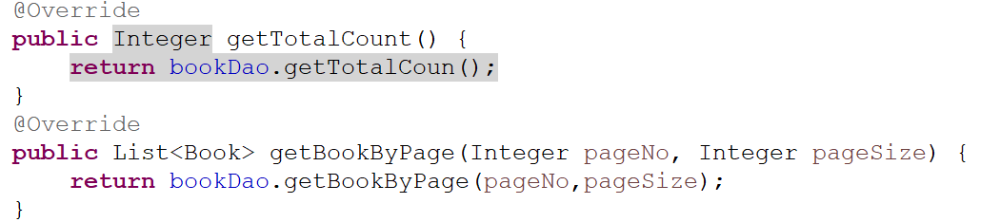 @Override
public Integer getTotalCount() {
    return bookDao.getTotalCoun();
}
@Override
public List<Book> getBookByPage(Integer pageNo, Integer pageSize) {
    return bookDao.getBookByPage(pageNo,pageSize);
}